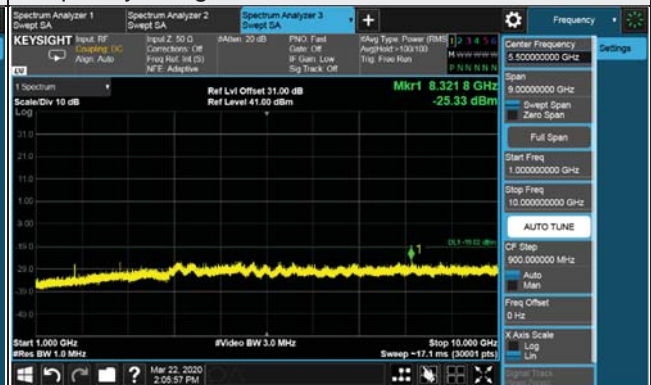 Spectrum Analyzer 1
Swept SA
Spectrum Analyzer 2
Swept SA
Spectrum Analyzer 3
Swept SA
+
Frequency
KEYSIGHT
Input: RF
Coupling: DC
Align: Auto
Input Z: 50 Ω
Corrections: Off
Freq Ref: Int (S)
NFE: Adaptive
#Atten: 20 dB
PNO: Fast
Gate: Off
IF Gain: Low
Sig Track: Off
#Avg Type: Power (RMS)
Avg|Hold:>100/100
Trig: Free Run
1 2 3 4 5 6
M W W W W W
P N N N N N
LV
1 Spectrum
Scale/Div 10 dB
Log
Ref Lvl Offset 31.00 dB
Ref Level 41.00 dBm
Mkr1 8.321 8 GHz
-25.33 dBm
31.0
21.0
11.0
1.00
-9.00
-19.0
-29.0
-39.0
-49.0
1
Start 1.000 GHz
#Res BW 1.0 MHz
#Video BW 3.0 MHz
Stop 10.000 GHz
Sweep ~17.1 ms (30001 pts)
?
Mar 22, 2020
2:05:57 PM
Center Frequency
5.500000000 GHz
Settings
Span
9.00000000 GHz
Swept Span
Zero Span
Full Span
Start Freq
1.000000000 GHz
Stop Freq
10.000000000 GHz
AUTO TUNE
CF Step
900.000000 MHz
Auto
Man
Freq Offset
0 Hz
X Axis Scale
Log
Lin
Signal Track